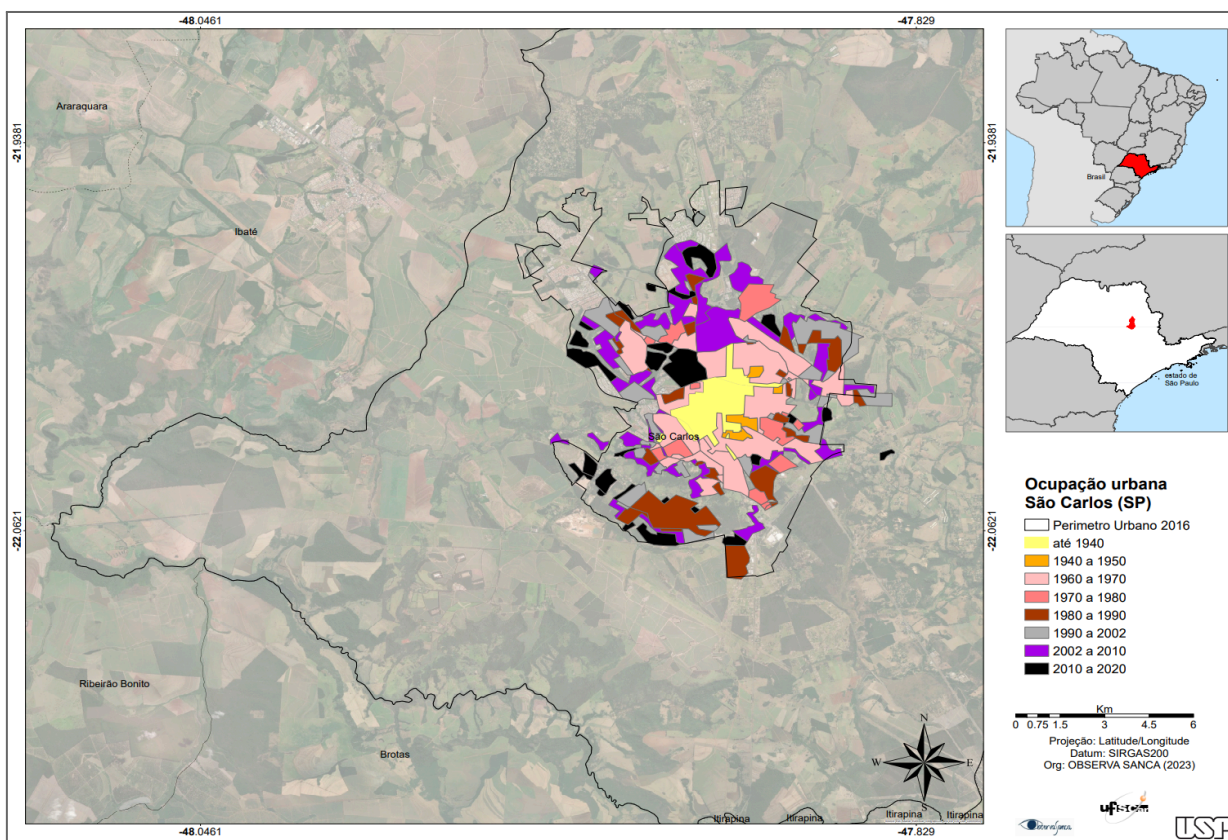 -48.0461
-47.829
-21.9381
-21.9381
Araraquara
Ibaté
São Carlos
-22.0621
-22.0621
Ribeirão Bonito
Brotas
Itirapina
Itirapina
Itirapina
Itirapina
N
W
E
S
-48.0461
-47.829
Brasil
estado de
São Paulo
Ocupação urbana
São Carlos (SP)
Perimetro Urbano 2016
até 1940
1940 a 1950
1960 a 1970
1970 a 1980
1980 a 1990
1990 a 2002
2002 a 2010
2010 a 2020
Km
0 0.75 1.5 3 4.5 6
Projeção: Latitude/Longitude
Datum: SIRGAS200
Org: OBSERVA SANCA (2023)